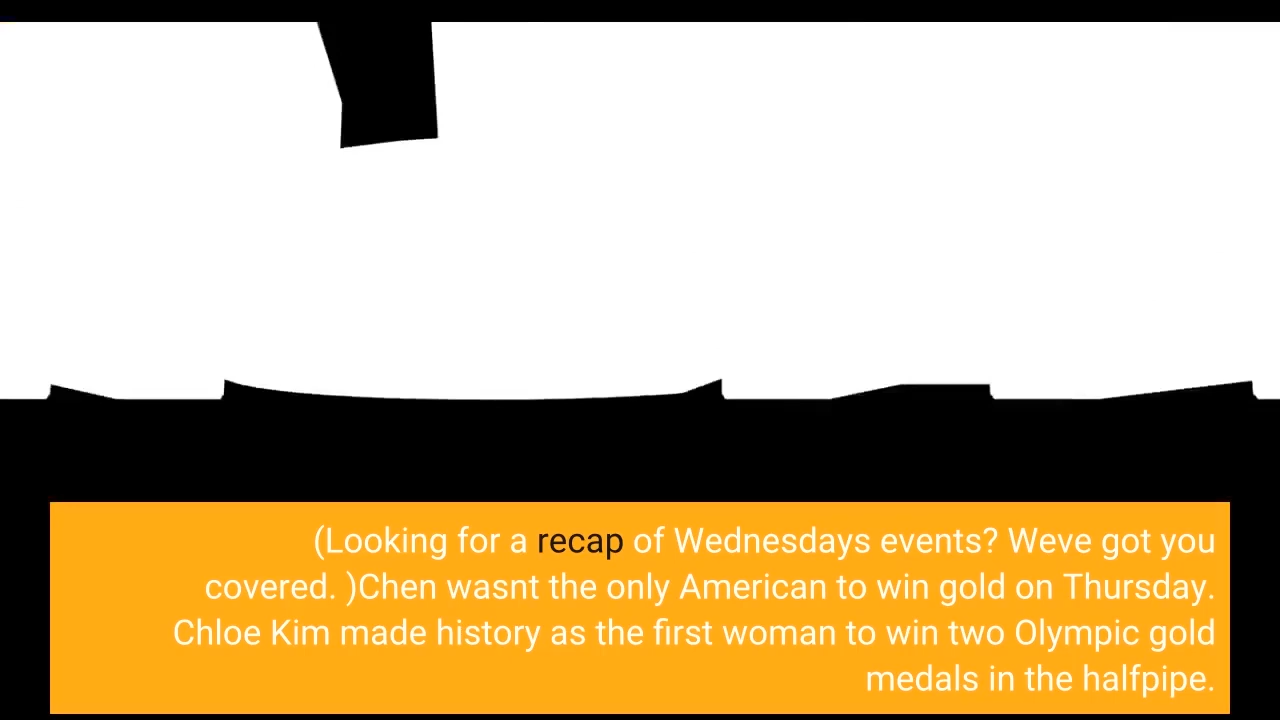 (Looking for a recap of Wednesdays events? Weve got you
covered. )Chen wasnt the only American to win gold on Thursday.
Chloe Kim made history as the first woman to win two Olympic gold
medals in the halfpipe.